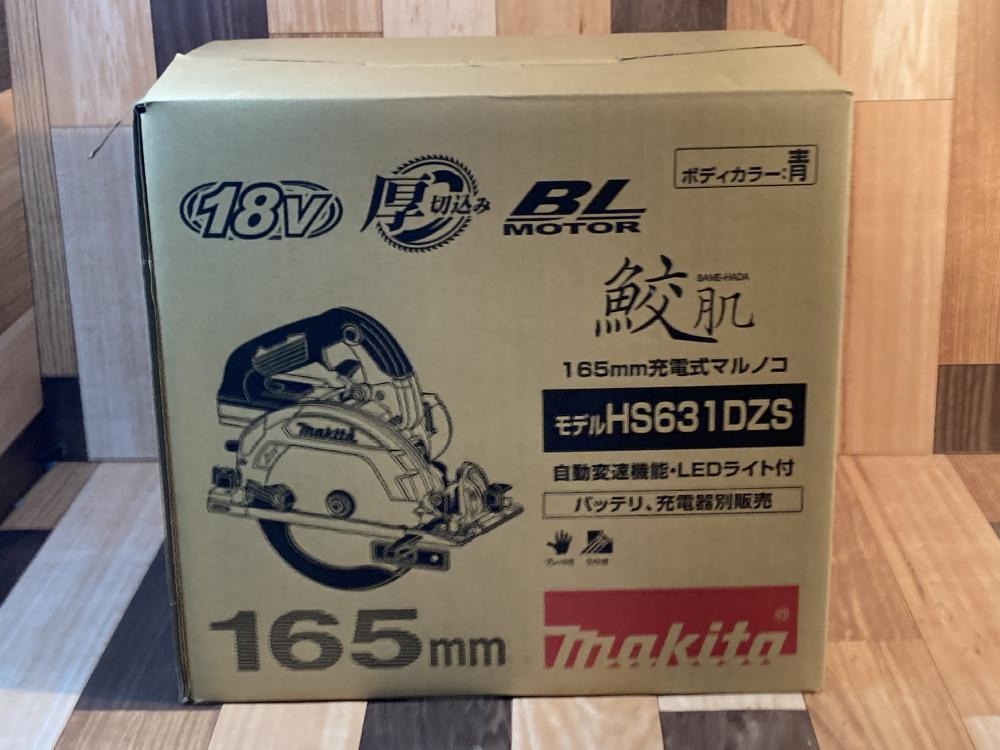 18V
厚切込み
BL
MOTOR
ボディカラー:青
鮫肌
SAME-HADA
165mm充電式マルノコ
モデルHS631DZS
自動変速機能・LEDライト付
バッテリ、充電器別販売
makita
165mm
makita®